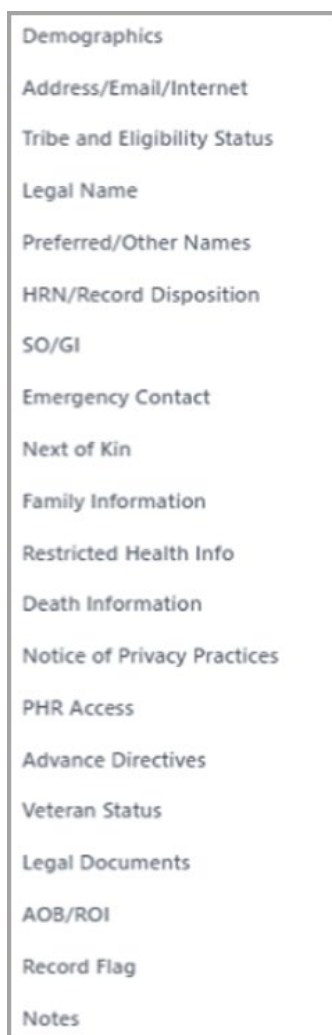 Demographics
Address/Email/Internet
Tribe and Eligibility Status
Legal Name
Preferred/Other Names
HRN/Record Disposition
SO/GI
Emergency Contact
Next of Kin
Family Information
Restricted Health Info
Death Information
Notice of Privacy Practices
PHR Access
Advance Directives
Veteran Status
Legal Documents
AOB/ROI
Record Flag
Notes